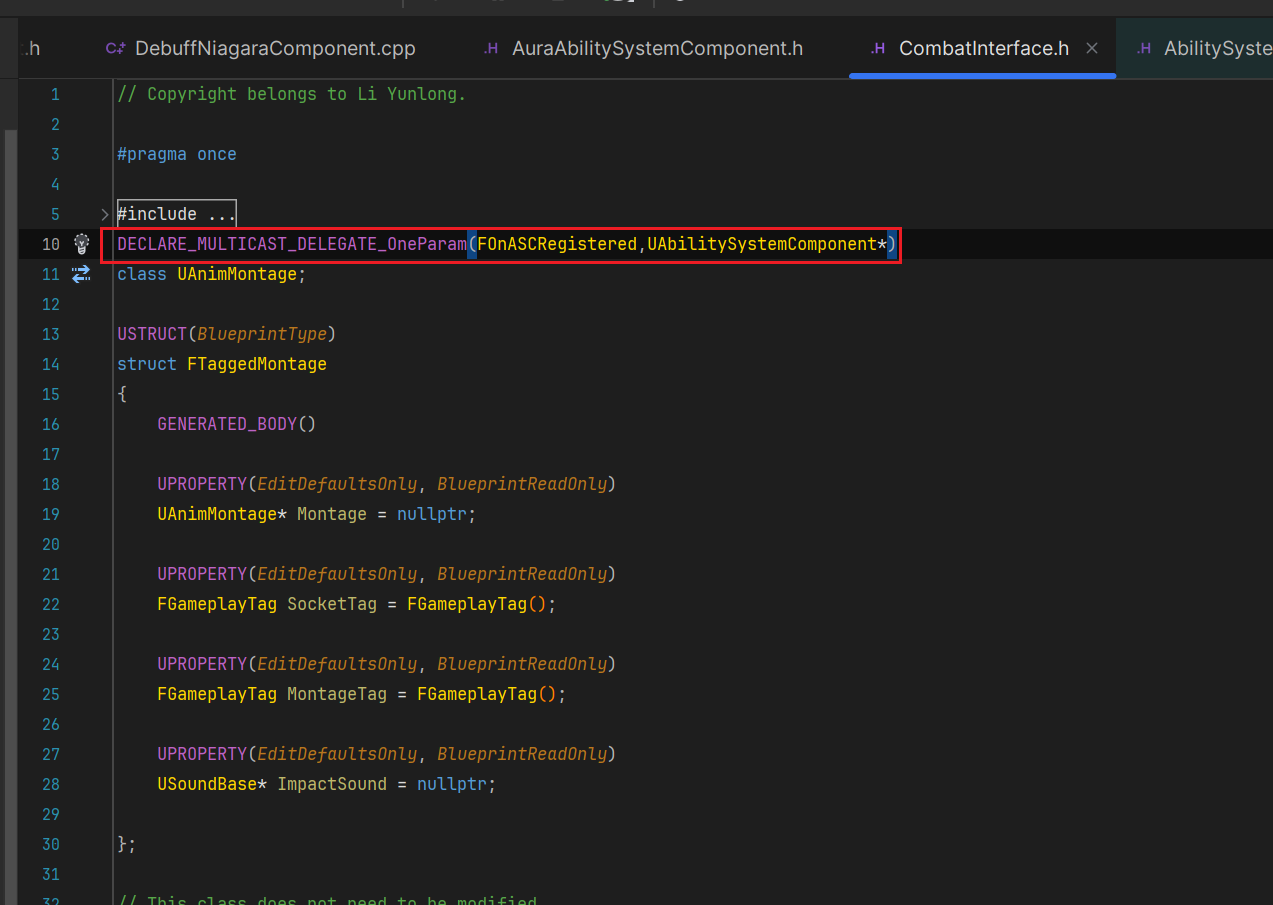 .h
C++ DebuffNiagaraComponent.cpp
.H AuraAbilitySystemComponent.h
.H CombatInterface.h ×
.H AbilitySyste
1 // Copyright belongs to Li Yunlong.
2
3 #pragma once
4
5 > #include ...
10 DECLARE_MULTICAST_DELEGATE_OneParam(FOnASCRegistered,UAbilitySystemComponent*)
11 class UAnimMontage;
12
13 USTRUCT(BlueprintType)
14 struct FTaggedMontage
15 {
16 GENERATED_BODY()
17
18 UPROPERTY(EditDefaultsOnly, BlueprintReadOnly)
19 UAnimMontage* Montage = nullptr;
20
21 UPROPERTY(EditDefaultsOnly, BlueprintReadOnly)
22 FGameplayTag SocketTag = FGameplayTag();
23
24 UPROPERTY(EditDefaultsOnly, BlueprintReadOnly)
25 FGameplayTag MontageTag = FGameplayTag();
26
27 UPROPERTY(EditDefaultsOnly, BlueprintReadOnly)
28 USoundBase* ImpactSound = nullptr;
29
30 };
31
32 // This class does not need to be modified.